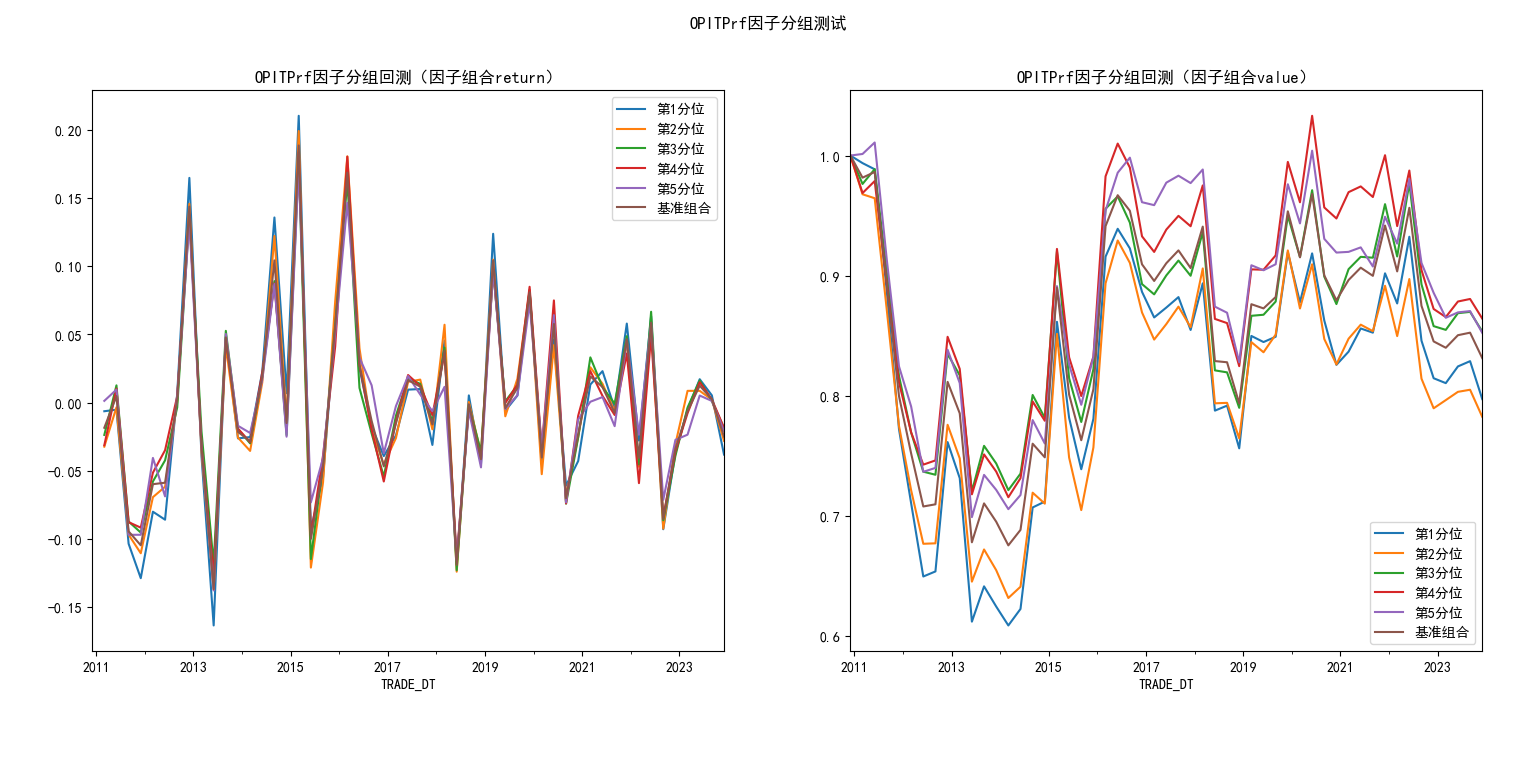 OPITPrf因子分组测试
OPITPrf因子分组回测（因子组合return）
0.20
0.15
0.10
0.05
0.00
−0.05
−0.10
−0.15
2011
2013
2015
2017
2019
2021
2023
TRADE_DT
第1分位
第2分位
第3分位
第4分位
第5分位
基准组合
OPITPrf因子分组回测（因子组合value）
1.0
0.9
0.8
0.7
0.6
2011
2013
2015
2017
2019
2021
2023
TRADE_DT
第1分位
第2分位
第3分位
第4分位
第5分位
基准组合